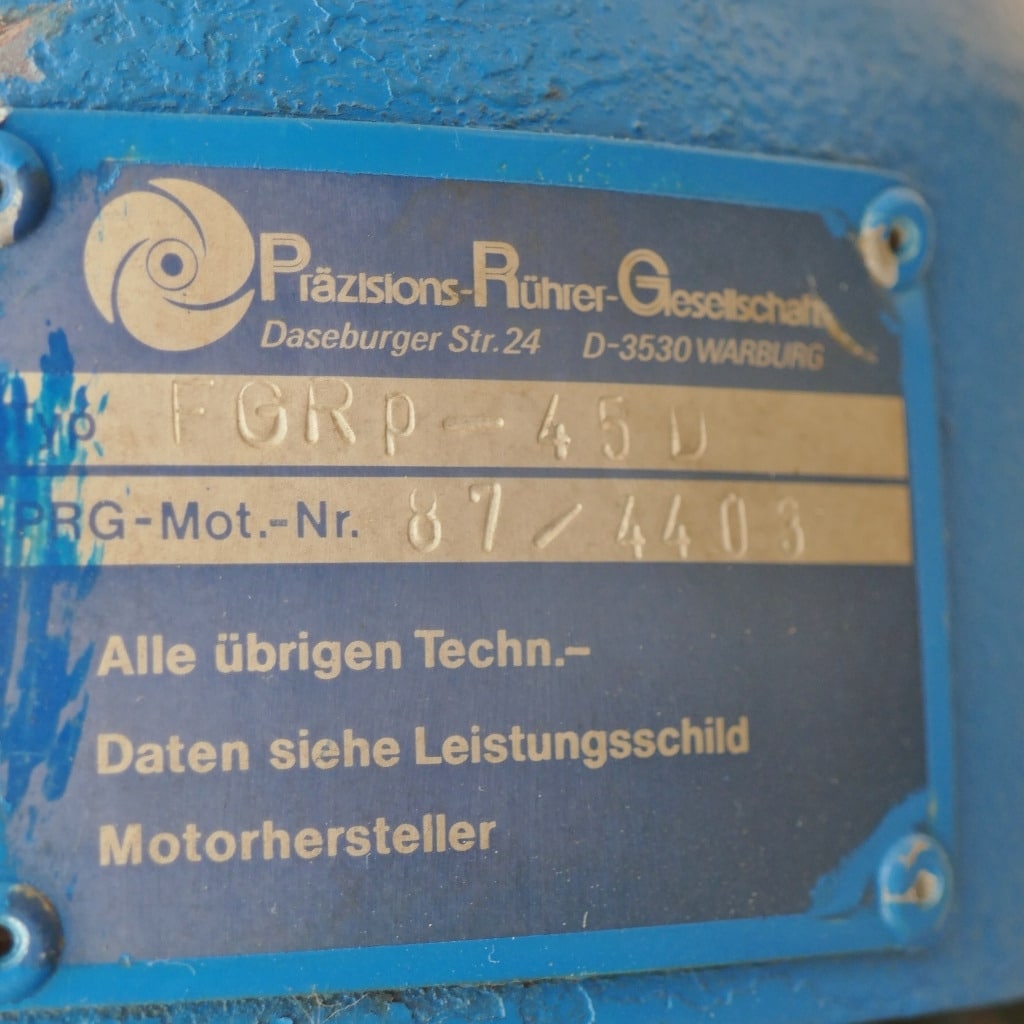 Präzisions-Rührer-Gesellschaft
Daseburger Str. 24 D-3530 WARBURG
Typ FGRp-45D
PRG-Mot.-Nr. 87/4403
Alle übrigen Techn.-
Daten siehe Leistungsschild
Motorhersteller